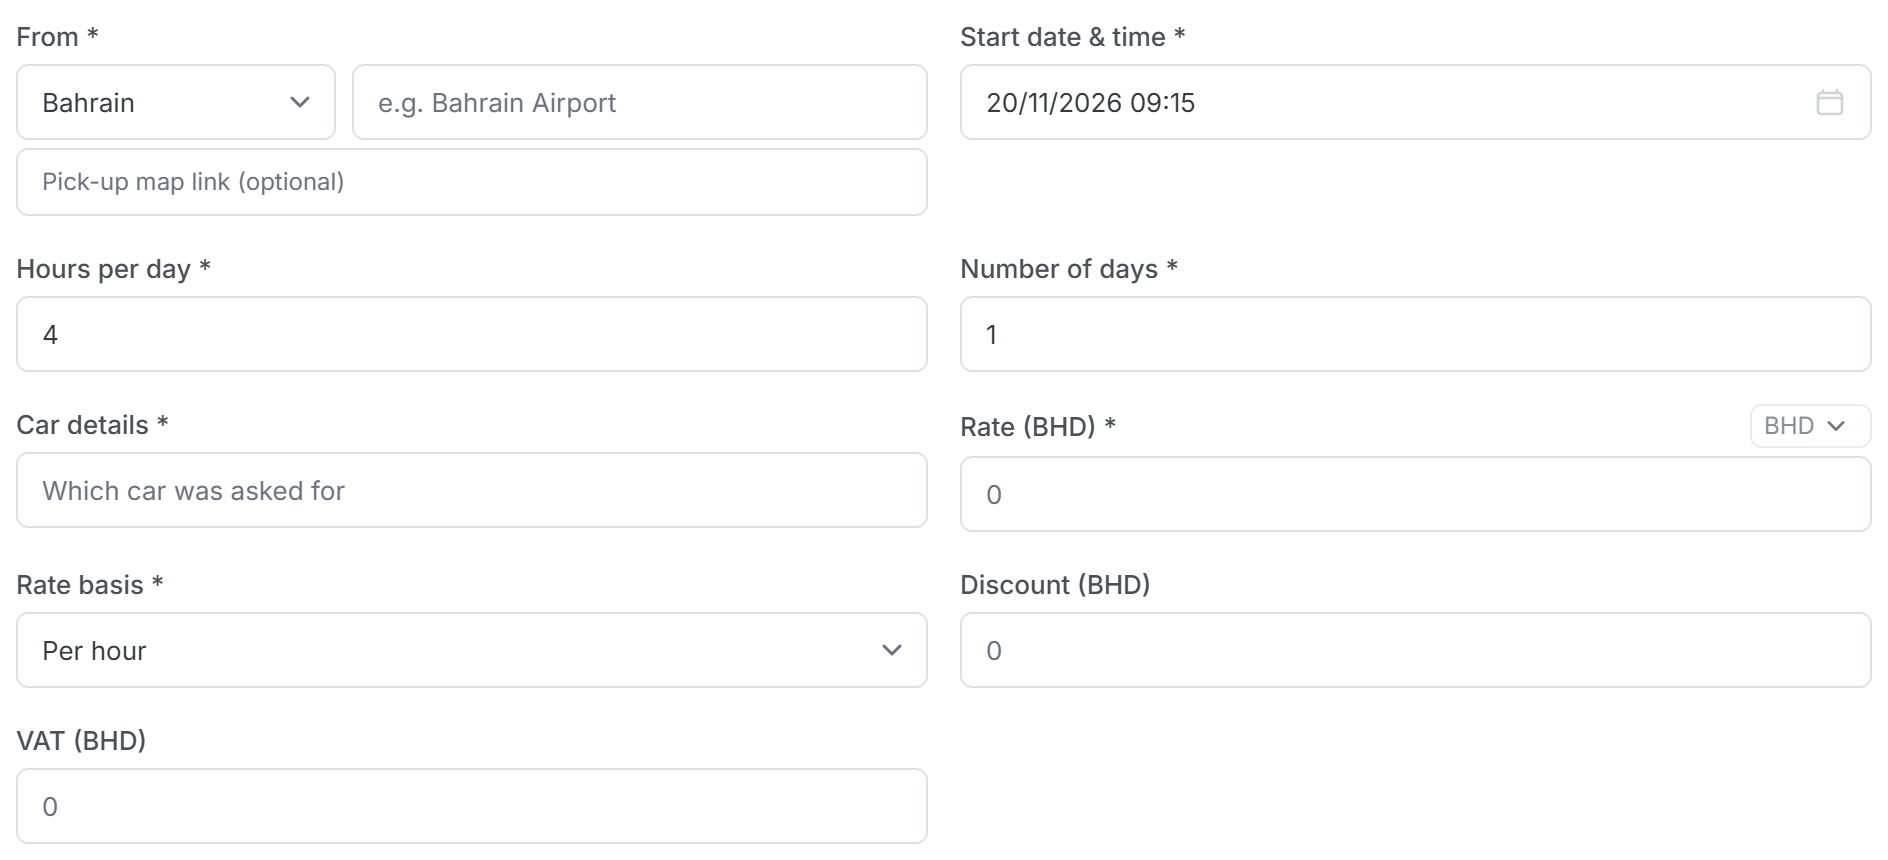 From *
Start date & time *
Bahrain
e.g. Bahrain Airport
20/11/2026 09:15
Pick-up map link (optional)
Hours per day *
Number of days *
4
1
Car details *
Rate (BHD) *
BHD
Which car was asked for
0
Rate basis *
Discount (BHD)
Per hour
0
VAT (BHD)
0